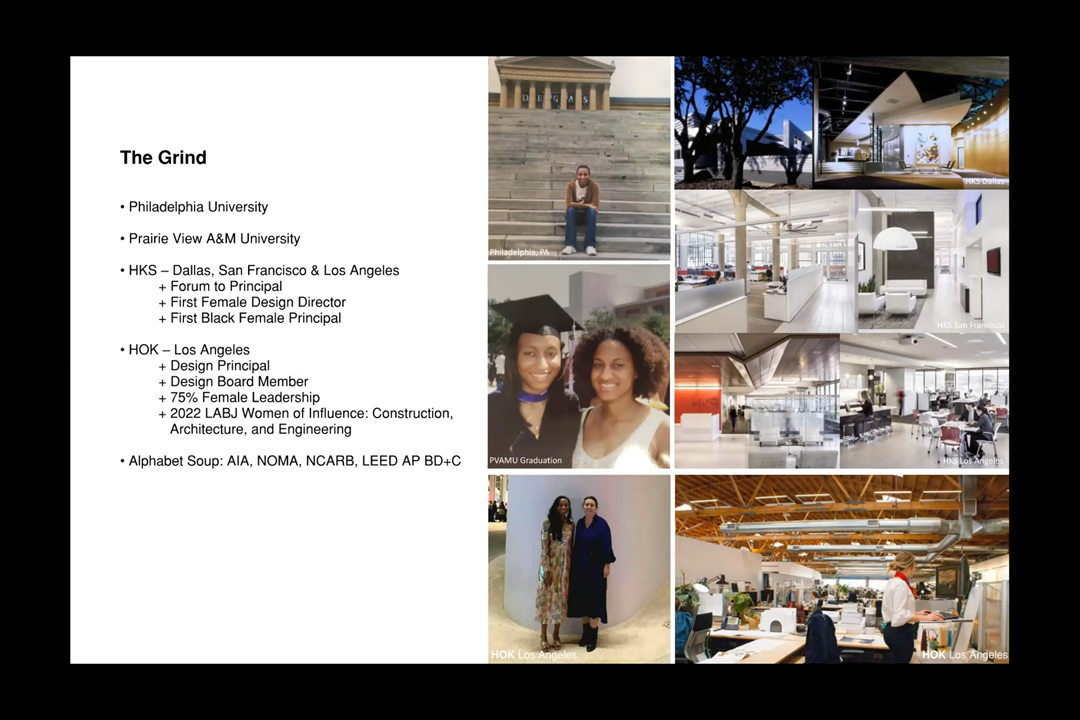 The Grind
• Philadelphia University
• Prairie View A&M University
• HKS – Dallas, San Francisco & Los Angeles
+ Forum to Principal
+ First Female Design Director
+ First Black Female Principal
• HOK – Los Angeles
+ Design Principal
+ Design Board Member
+ 75% Female Leadership
+ 2022 LABJ Women of Influence: Construction,
Architecture, and Engineering
• Alphabet Soup: AIA, NOMA, NCARB, LEED AP BD+C
DEGAS
Philadelphia, PA
PVAMU Graduation
HOK Los Angeles
HKS Dallas
HKS San Francisco
HKS
HKS Los Angeles
HOK Los Angeles